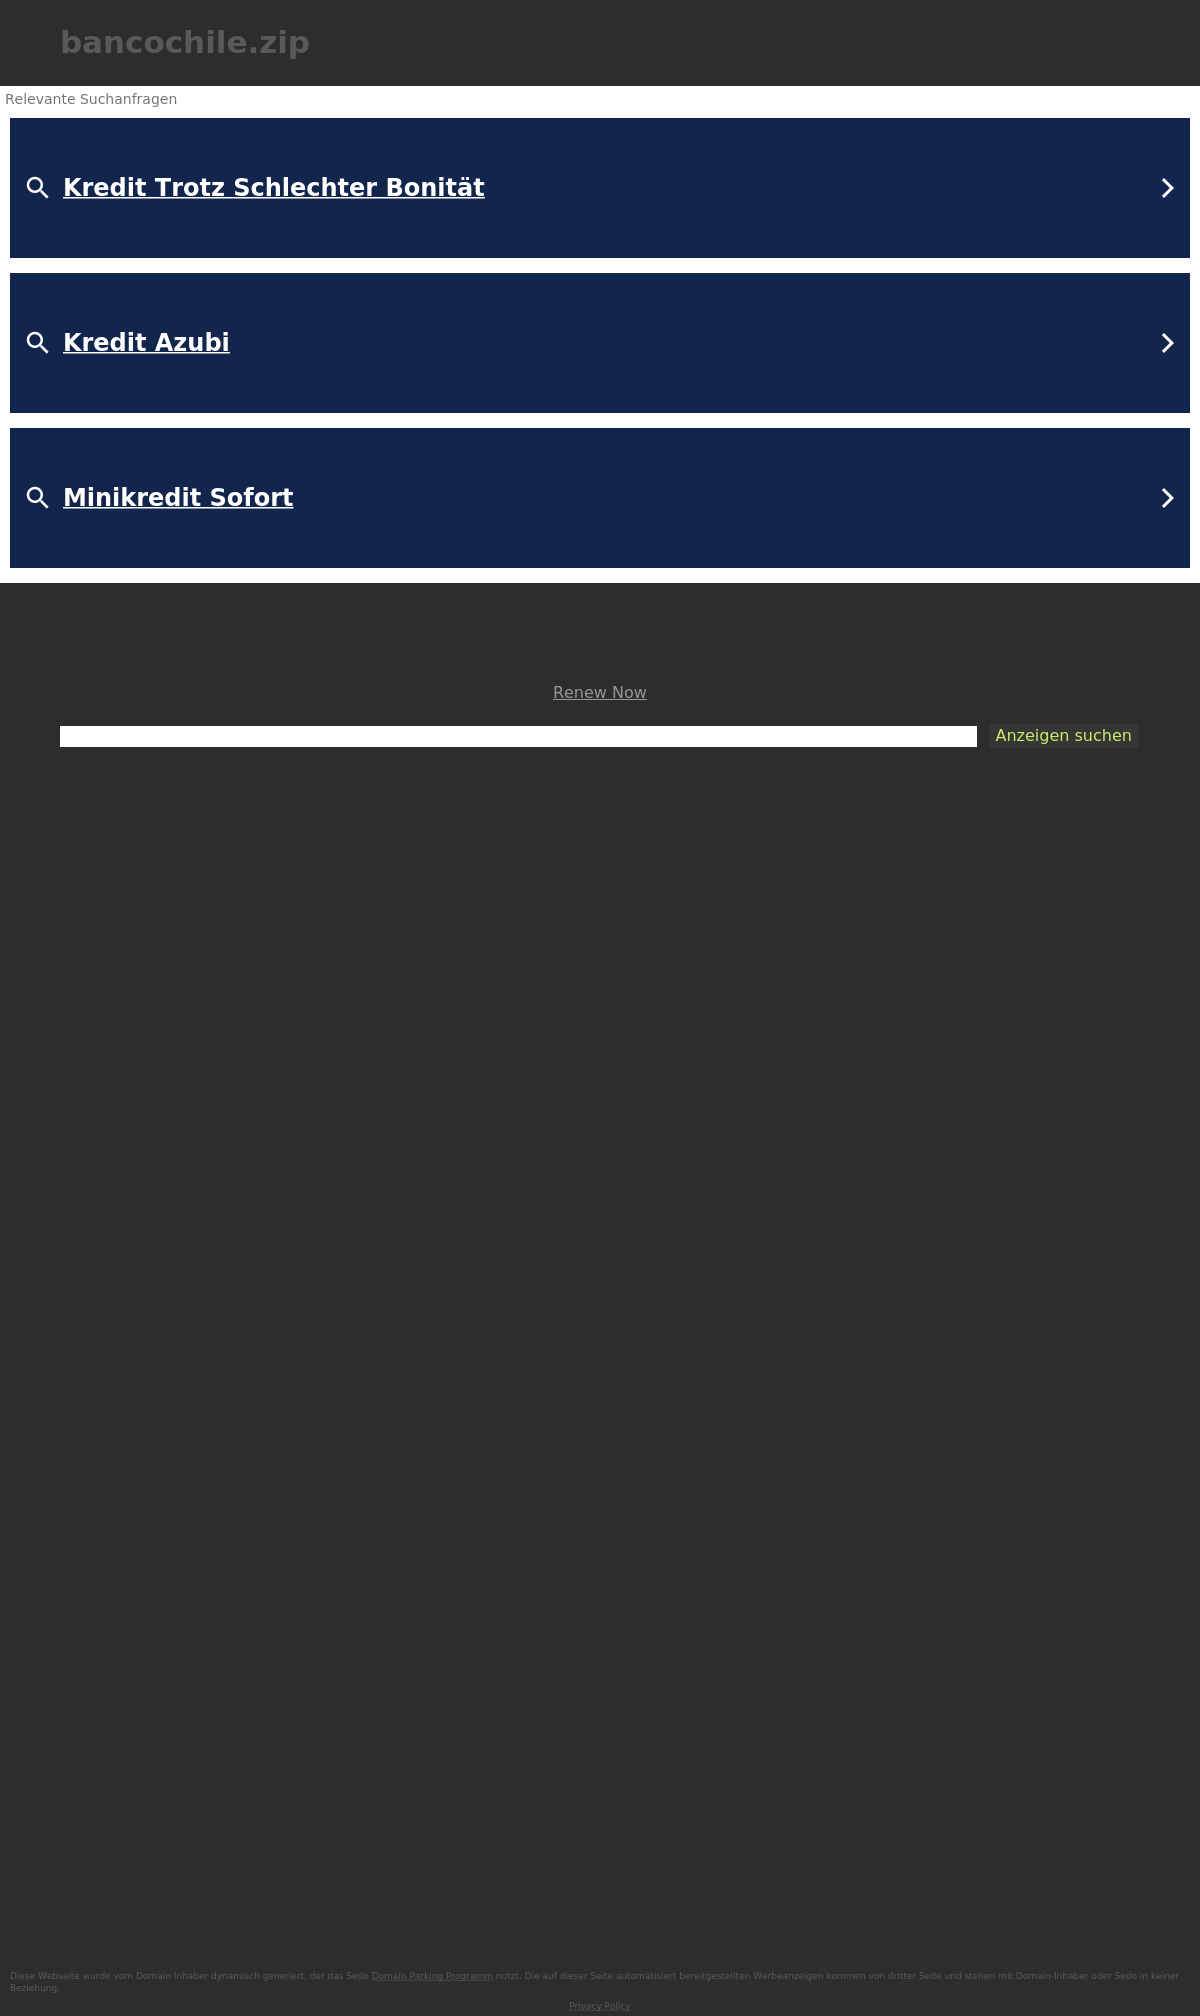 bancochile.zip
Relevante Suchanfragen
Kredit Trotz Schlechter Bonität
Kredit Azubi
Minikredit Sofort
Renew Now
Anzeigen suchen
Diese Webseite wurde vom Domain Inhaber dynamisch generiert, der das Sedo Domain Parking Programm nutzt. Die auf dieser Seite automatisiert bereitgestellten Werbeanzeigen kommen von dritter Seite und stehen mit Domain-Inhaber oder Sedo in keiner
Beziehung.
Privacy Policy